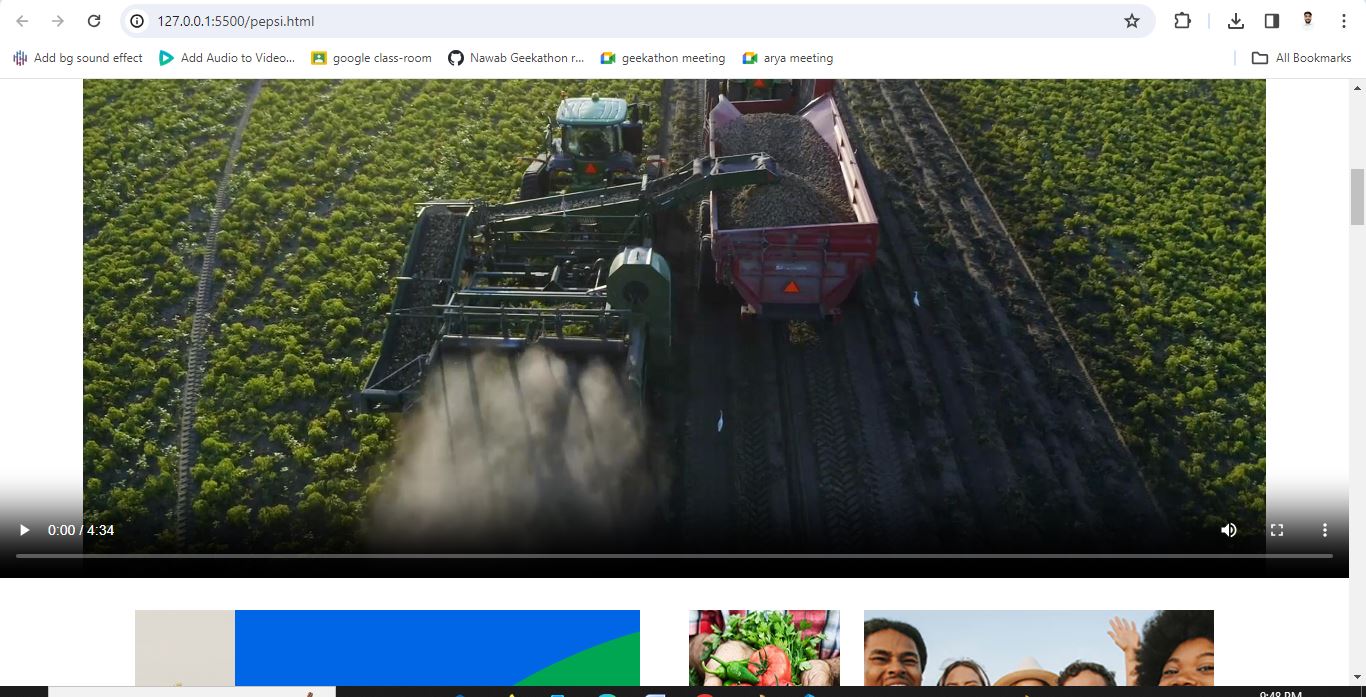 127.0.0.1:5500/pepsi.html
Add bg sound effect
Add Audio to Video...
google class-room
Nawab Geekathon r...
geekathon meeting
arya meeting
All Bookmarks
0:00 / 4:34
9:48 PM